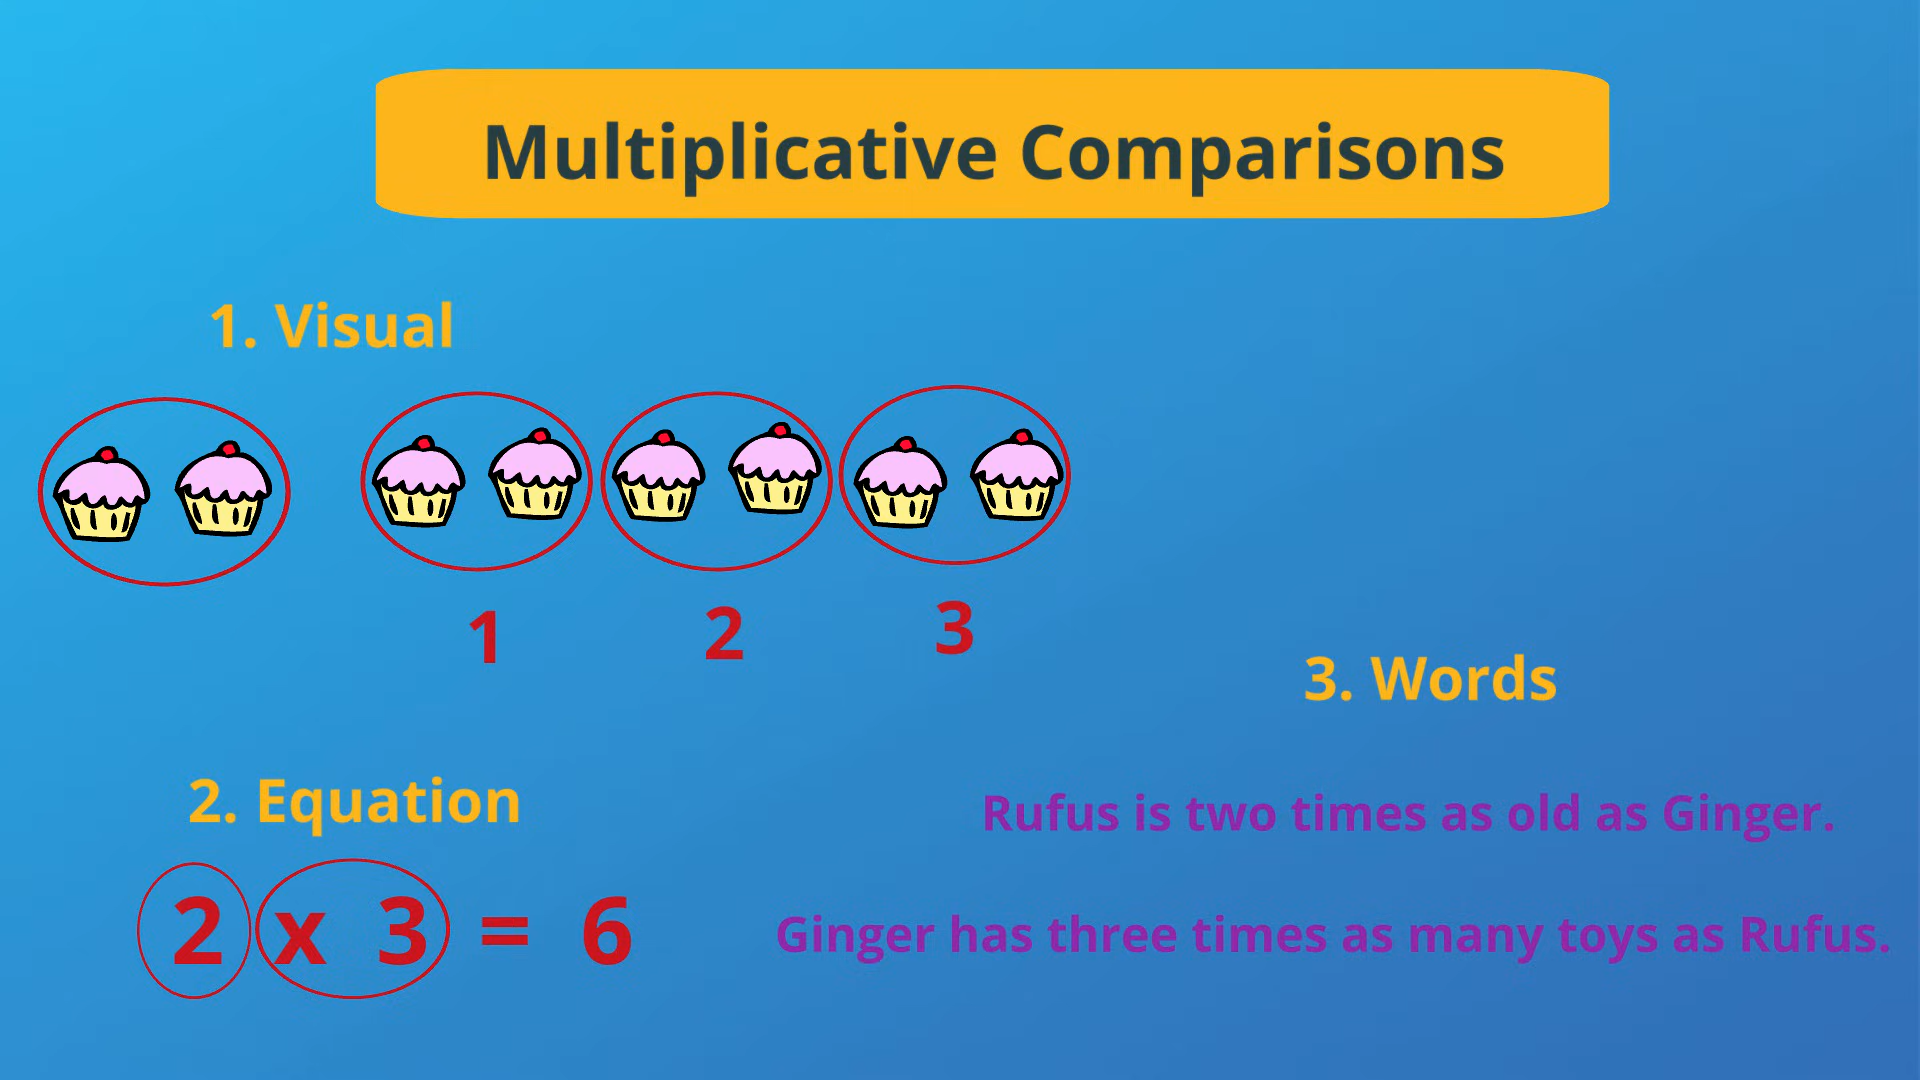 Multiplicative Comparisons
1. Visual
1 2 3
2. Equation
2 x 3 = 6
3. Words
Rufus is two times as old as Ginger.
Ginger has three times as many toys as Rufus.